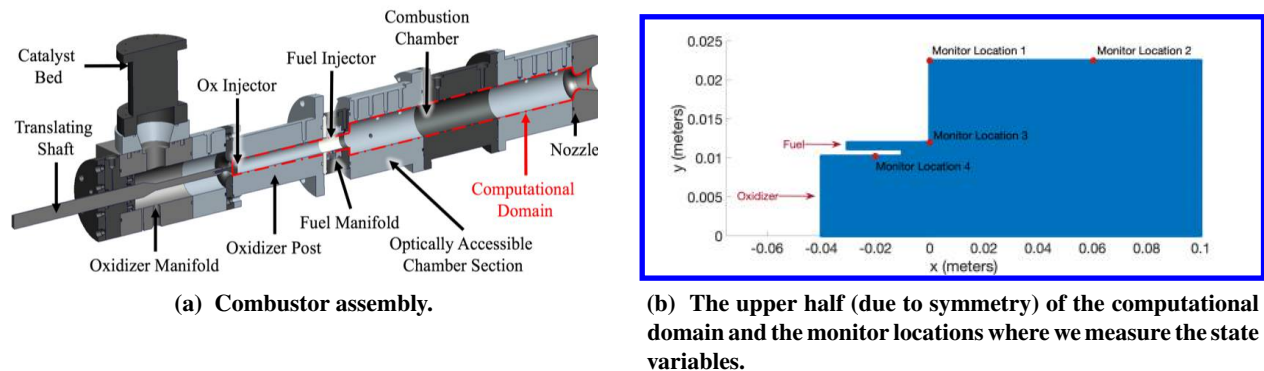 Combustion
Chamber
Catalyst
Bed
Fuel Injector
Ox Injector
Translating
Shaft
Nozzle
Computational
Domain
Fuel Manifold
Oxidizer Post
Optically Accessible
Chamber Section
Oxidizer Manifold
(a) Combustor assembly.
0.025
0.02
0.015
0.01
0.005
0
y (meters)
Monitor Location 1
Monitor Location 2
Monitor Location 3
Fuel
Monitor Location 4
Oxidizer
-0.06 -0.04 -0.02 0 0.02 0.04 0.06 0.08 0.1
x (meters)
(b) The upper half (due to symmetry) of the computational
domain and the monitor locations where we measure the state
variables.